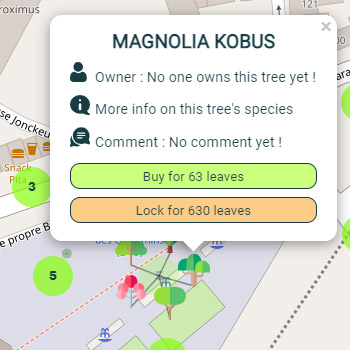 roximus
×
MAGNOLIA KOBUS
Owner : No one owns this tree yet !
More info on this tree's species
Comment : No comment yet !
Buy for 63 leaves
Lock for 630 leaves
se Jonckeu
Snack
Pita
3
e propre B
des
5